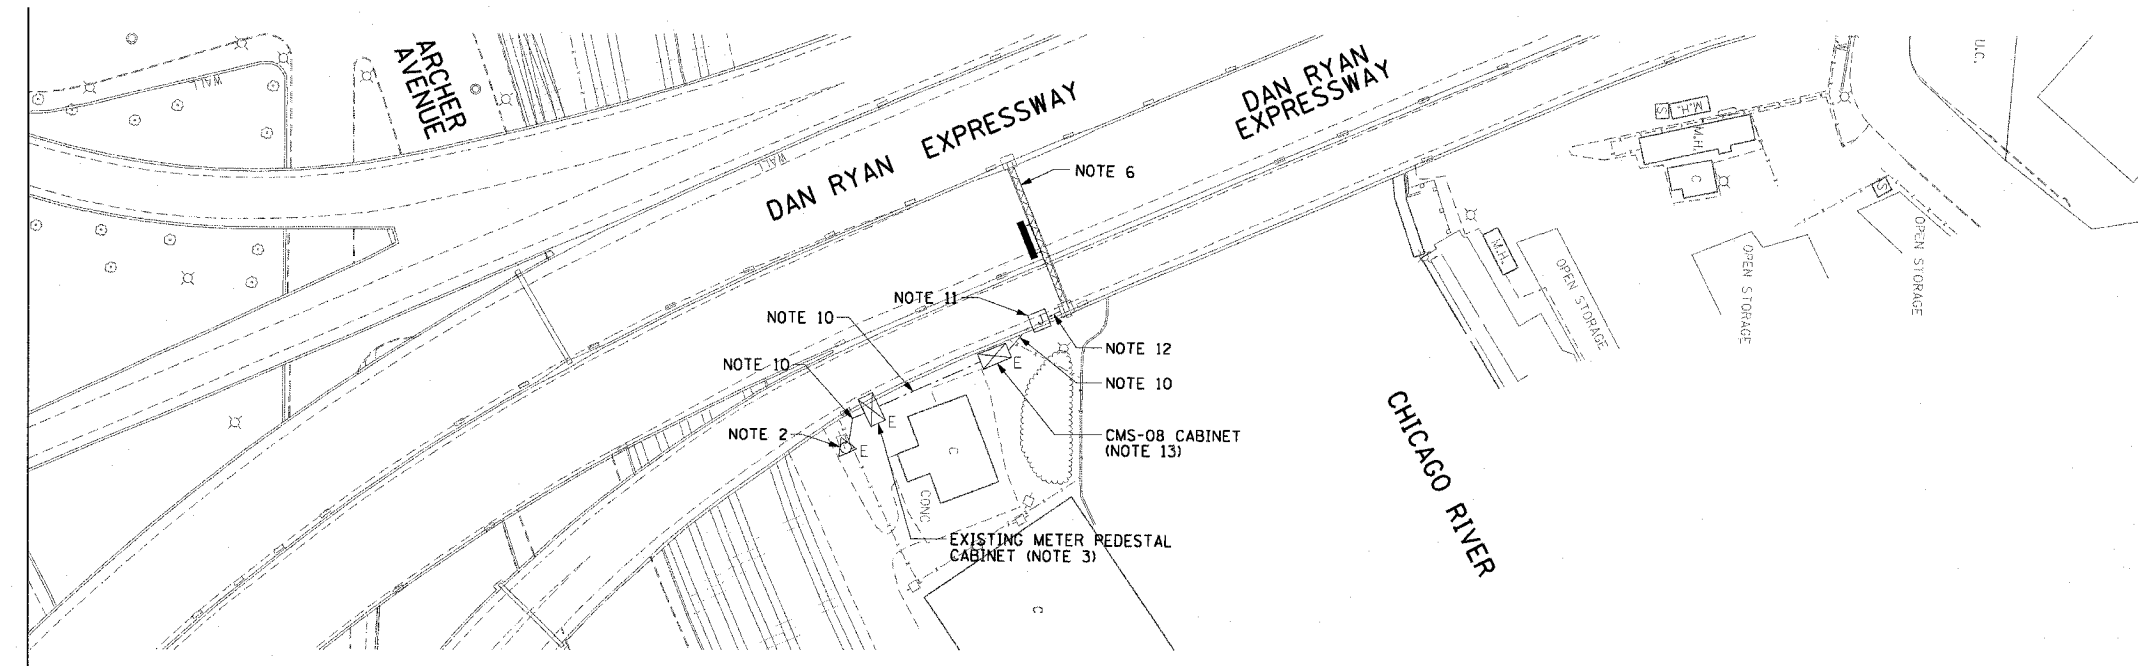 ARCHER
AVENUE
WALL
WALL
DAN RYAN EXPRESSWAY
DAN RYAN
EXPRESSWAY
U.C.
S
M.H.
M.H.
C
S
OPEN STORAGE
OPEN STORAGE
M.H.
OPEN STORAGE
NOTE 6
NOTE 11
J
NOTE 10
NOTE 12
NOTE 10
E
NOTE 10
CMS-08 CABINET
(NOTE 13)
NOTE 2
E
E
C
CONC
EXISTING METER PEDESTAL
CABINET (NOTE 3)
C
CHICAGO RIVER